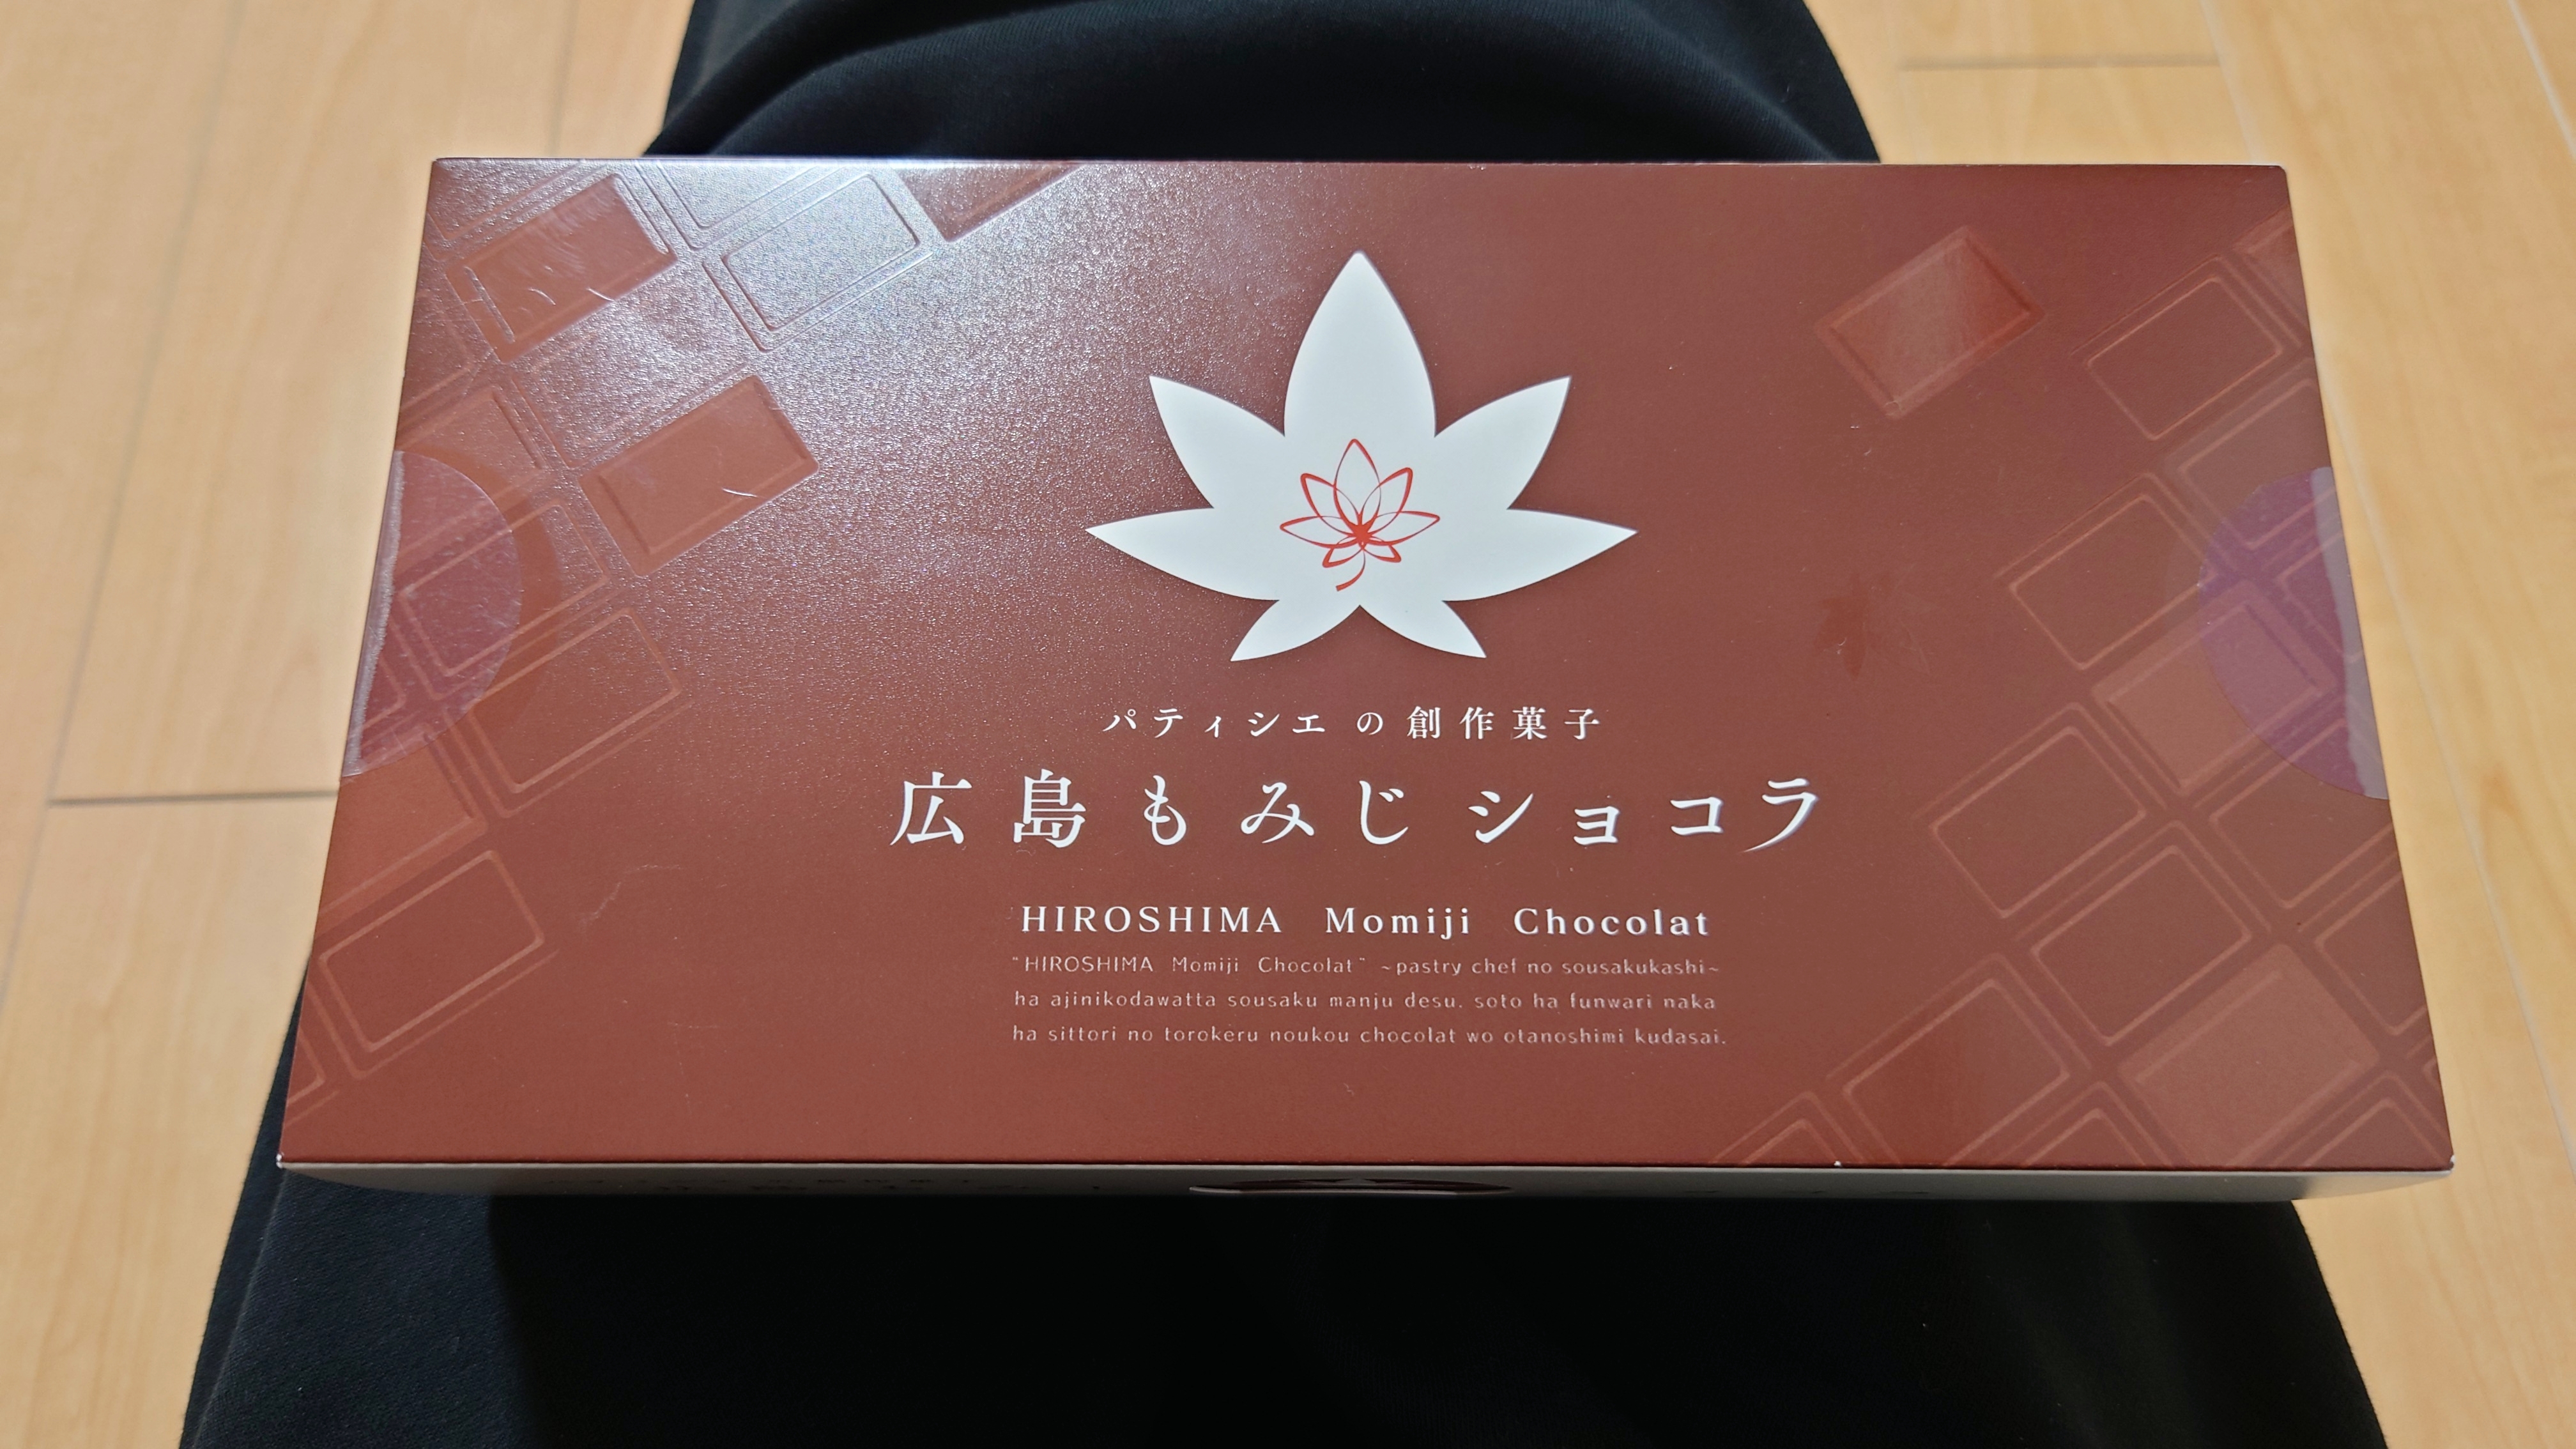 パティシエの創作菓子
広島もみじショコラ
HIROSHIMA Momiji Chocolat
"HIROSHIMA Momiji Chocolat" ~pastry chef no sousakukashi~
ha ajinikodawatta sousaku manju desu. soto ha funwari naka
ha sittori no torokeru noukou chocolat wo otanoshimi kudasai.